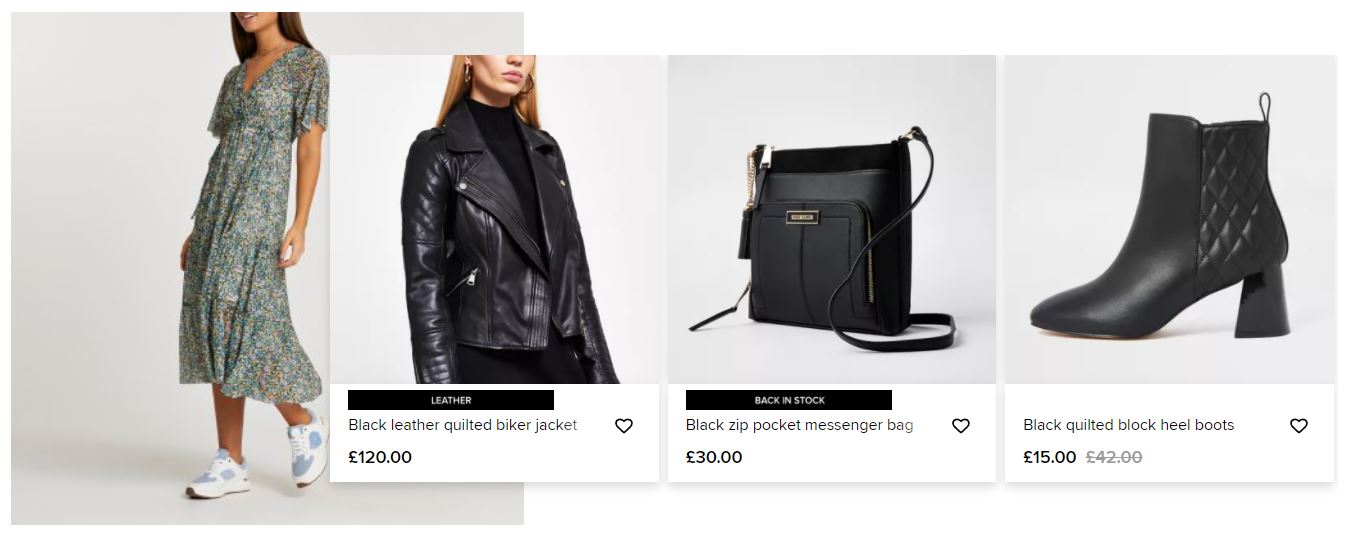 LEATHER
Black leather quilted biker jacket
£120.00
BACK IN STOCK
Black zip pocket messenger bag
£30.00
Black quilted block heel boots
£15.00 £42.00